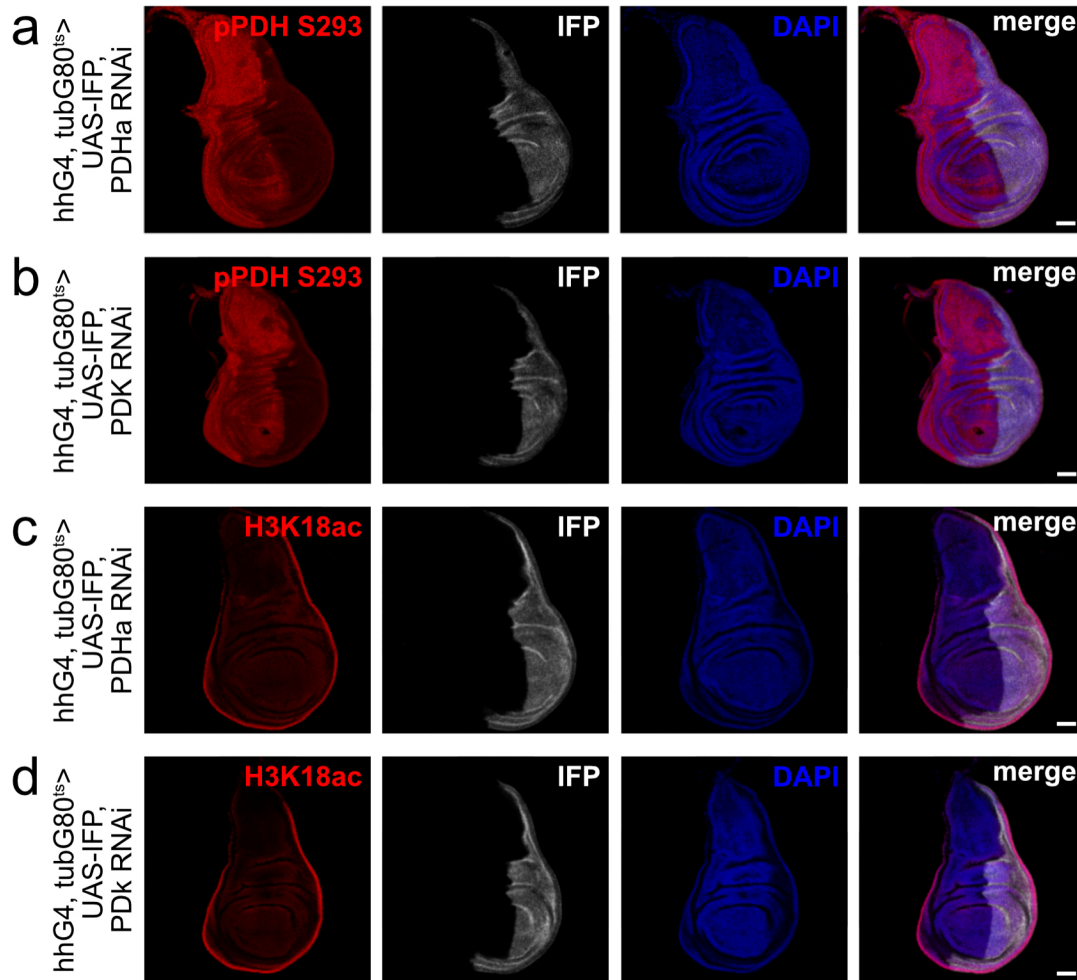 a
hhG4, tubG80ts>
UAS-IFP,
PDHa RNAi
pPDH S293
IFP
DAPI
merge
b
hhG4, tubG80ts>
UAS-IFP,
PDK RNAi
pPDH S293
IFP
DAPI
merge
c
hhG4, tubG80ts>
UAS-IFP,
PDHa RNAi
H3K18ac
IFP
DAPI
merge
d
hhG4, tubG80ts>
UAS-IFP,
PDk RNAi
H3K18ac
IFP
DAPI
merge